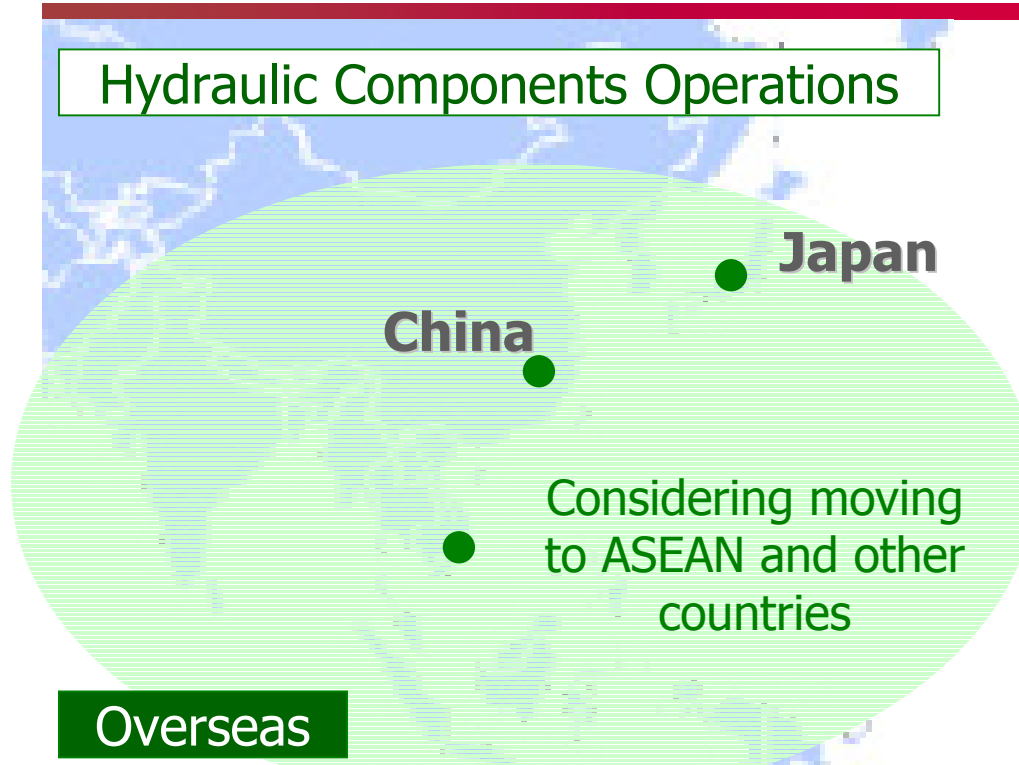 Hydraulic Components Operations
Japan
China
Considering moving
to ASEAN and other
countries
Overseas